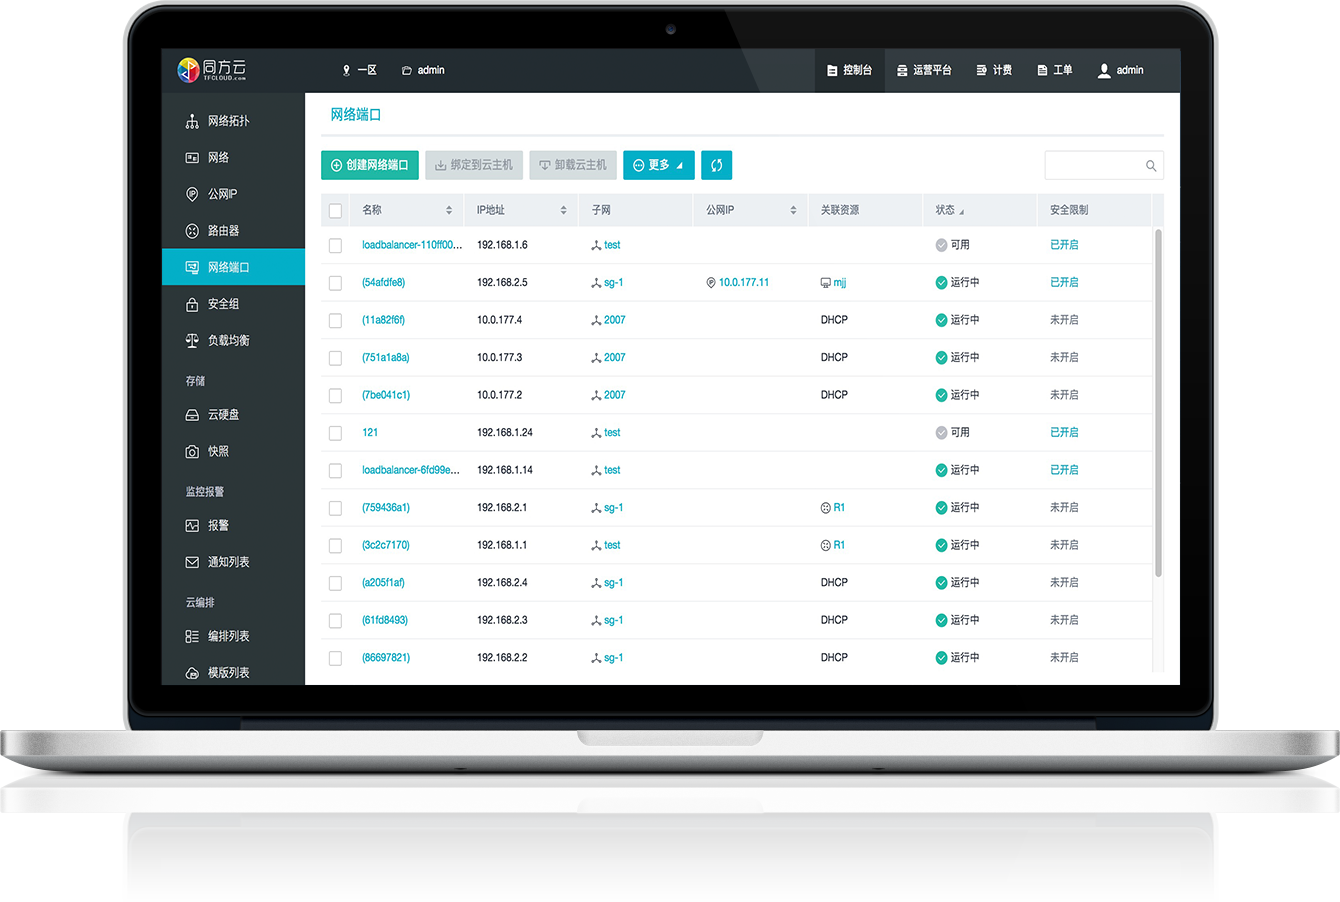 同方云
TFCLOUD.com
一区 admin 控制台 运营平台 计费 工单 admin
网络拓扑
网络
公网IP
路由器
网络端口
安全组
负载均衡
存储
云硬盘
快照
监控报警
报警
通知列表
云编排
编排列表
模版列表
网络端口
创建网络端口 绑定到云主机 卸载云主机 更多
名称 IP地址 子网 公网IP 关联资源 状态 安全限制
loadbalancer-110ff00... 192.168.1.6 test 可用 已开启
(54afdfe8) 192.168.2.5 sg-1 10.0.177.11 mjj 运行中 已开启
(11a82f6f) 10.0.177.4 2007 DHCP 运行中 未开启
(751a1a8a) 10.0.177.3 2007 DHCP 运行中 未开启
(7be041c1) 10.0.177.2 2007 DHCP 运行中 未开启
121 192.168.1.24 test 可用 已开启
loadbalancer-6fd99e... 192.168.1.14 test 运行中 已开启
(759436a1) 192.168.2.1 sg-1 R1 运行中 未开启
(3c2c7170) 192.168.1.1 test R1 运行中 未开启
(a205f1af) 192.168.2.4 sg-1 DHCP 运行中 未开启
(61fd8493) 192.168.2.3 sg-1 DHCP 运行中 未开启
(86697821) 192.168.2.2 sg-1 DHCP 运行中 未开启